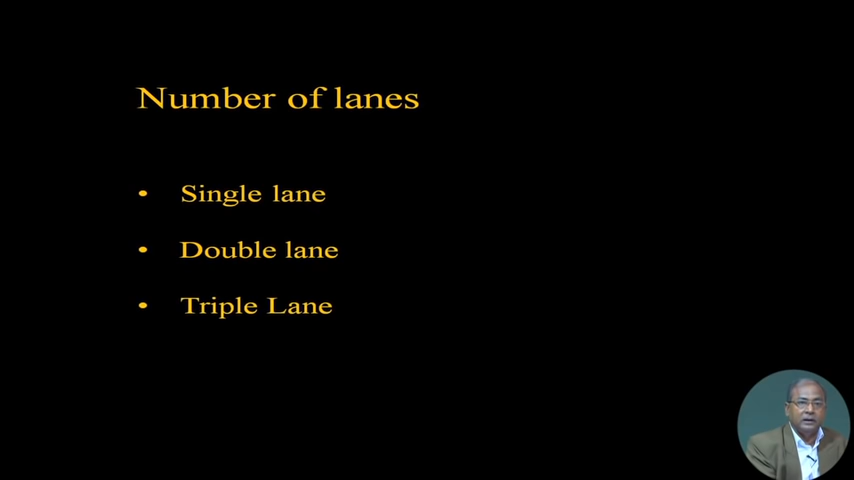 Number of lanes
• Single lane
• Double lane
• Triple Lane